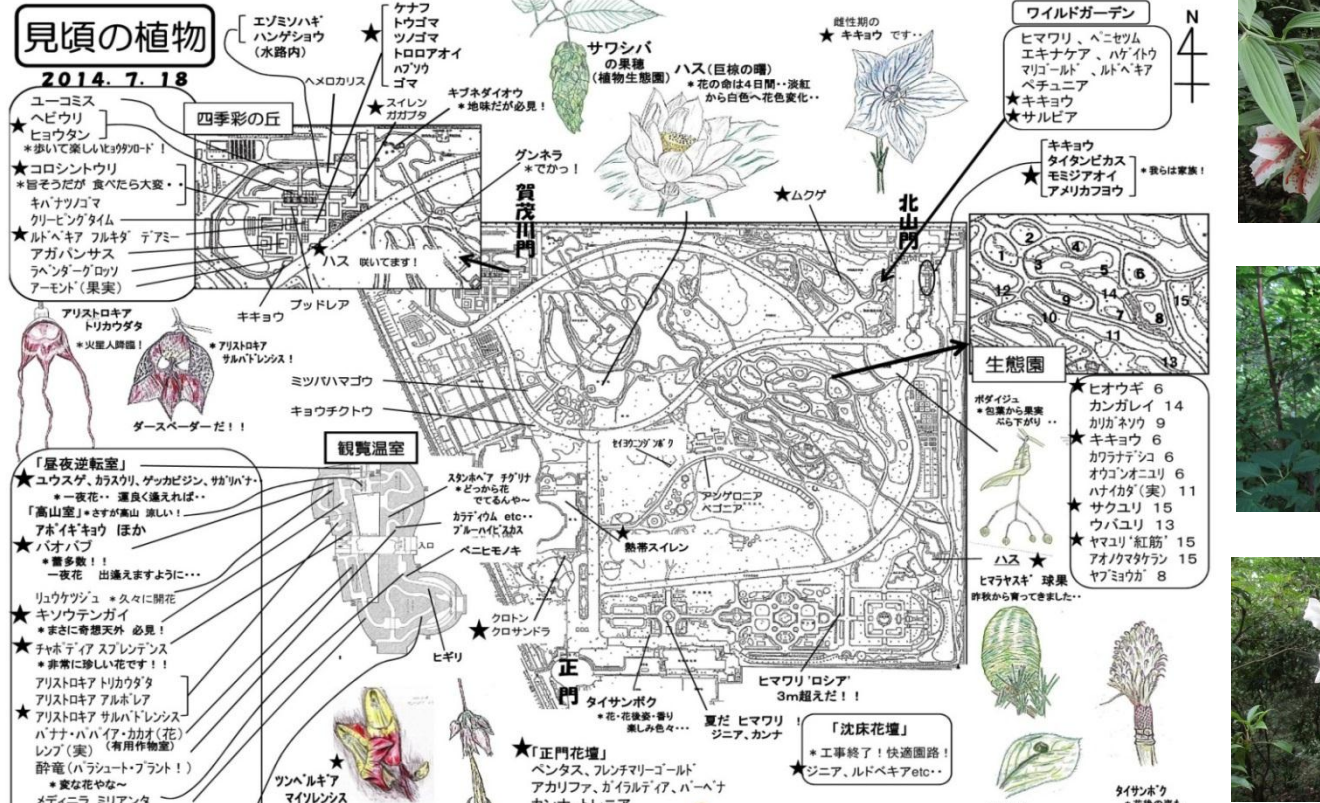 見頃の植物
2014. 7. 18
ユーコミス
★ヘビウリ
ヒョウタン
*歩いて楽しいヒョウタンロード!
★コロシントウリ
*旨そうだが 食べたら大変・・
キバナツノゴマ
クリーピングタイム
★ルドベキア フルギダ デアミー
アガパンサス
ラベンダーグロッソ
アーモンド(果実)
エゾミソハギ
ハンゲショウ
(水路内)
ヘメロカリス
★ケナフ
トウゴマ
ツノゴマ
トロロアオイ
ハブソウ
ゴマ
★スイレン
ガガブタ
キブネダイオウ
*地味だが必見!
四季彩の丘
グンネラ
*でかっ!
賀茂川門
★ハス 咲いてます!
ブッドレア
キキョウ
サワシバ
の果穂
(植物生態園)
ハス(巨椋の曙)
*花の命は4日間・・淡紅
から白色へ花色変化・・
雌性期の
★キキョウ です・・
★ムクゲ
北山門
ワイルドガーデン
ヒマワリ、ペニセツム
エキナケア、ハゲイトウ
マリゴールド、ルドベキア
ペチュニア
★キキョウ
★サルビア
N
★キキョウ
タイタンビカス
モミジアオイ
アメリカフヨウ
*我らは家族!
1
2
3
4
5
6
7
8
9
10
11
12
13
14
15
生態園
★ヒオウギ 6
カンガレイ 14
カリガネソウ 9
★キキョウ 6
カワラナデシコ 6
オウゴンオニユリ 6
ハナイカダ(実) 11
★サクユリ 15
ウバユリ 13
★ヤマユリ'紅筋' 15
アオノクマタケラン 15
ヤブミョウガ 8
ボダイジュ
*包葉から果実
ぶら下がり・・
アリストロキア
トリカウダタ
*火星人降臨!
★アリストロキア
サルバドレンシス!
ダースベーダーだ!!
ミツバハマゴウ
キョウチクトウ
セイヨウニンジンボク
アンゲロニア
ベゴニア
★熱帯スイレン
ハス★
ヒマラヤスギ 球果
昨秋から育ってきました・・
観覧温室
入口
スタンホペア チグリナ
*どっから花
でてるんや~
カラディウム etc・・
ブルーハイビスカス
ベニヒモノキ
★クロトン
クロサンドラ
ヒギリ
「昼夜逆転室」
★ユウスゲ、カラスウリ、ゲッカビジン、サガリバナ・・
*一夜花・・ 運良く逢えれば・・
「高山室」*さすが高山 涼しい!
アポイギキョウ ほか
★バオバブ
*蕾多数!!
一夜花 出逢えますように・・・
リュウケツジュ *久々に開花
★キソウテンガイ
*まさに奇想天外 必見!
★チャボディア スプレンデンス
*非常に珍しい花です!!
アリストロキア トリカウダタ
アリストロキア アルボレア
★アリストロキア サルバドレンシス
バナナ・パパイア・カカオ(花)
レンブ(実) (有用作物室)
酔竜(パラシュート・プラント!)
*変な花やな~
メディニラ ミリアンタ
★ツンベルギア
マイソレンシス
正門
タイサンボク
*花・花後姿・香り
楽しみ色々・・・
夏だ ヒマワリ!
ジニア、カンナ
ヒマワリ'ロシア'
3m超えだ!!
★「正門花壇」
ペンタス、フレンチマリーゴールド
アカリファ、ガイラルディア、バーベナ
「沈床花壇」
*工事終了!快適園路!
★ジニア、ルドベキアetc・・
タイサンボク